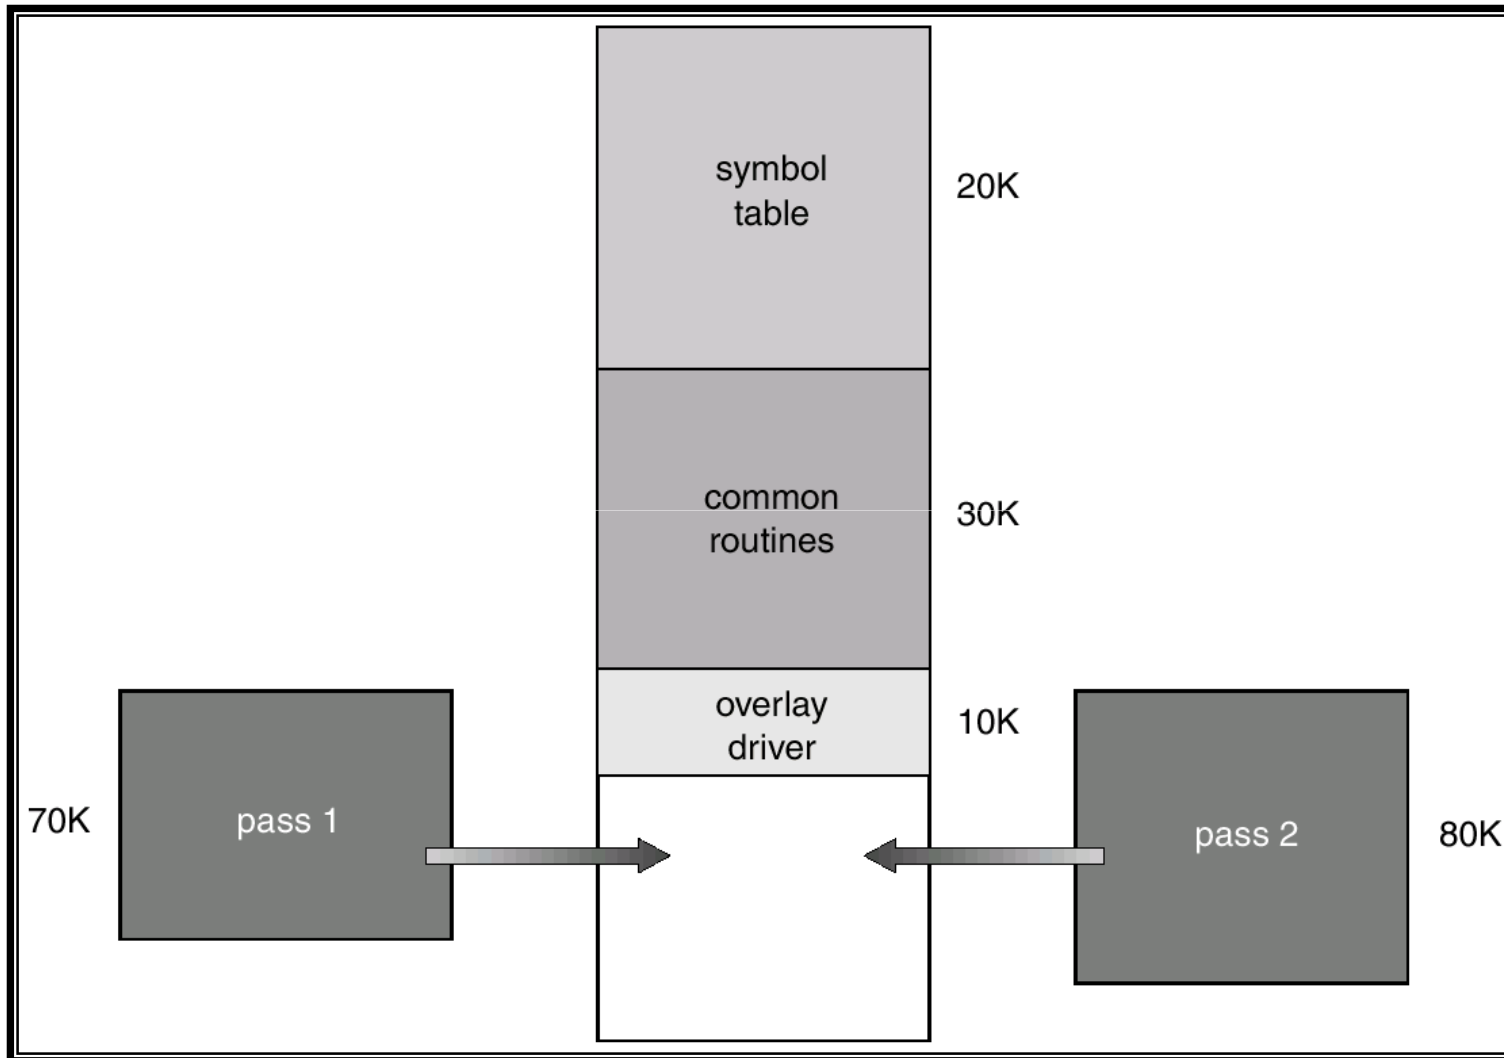 symbol
table
20K
common
routines
30K
overlay
driver
10K
70K
pass 1
pass 2
80K